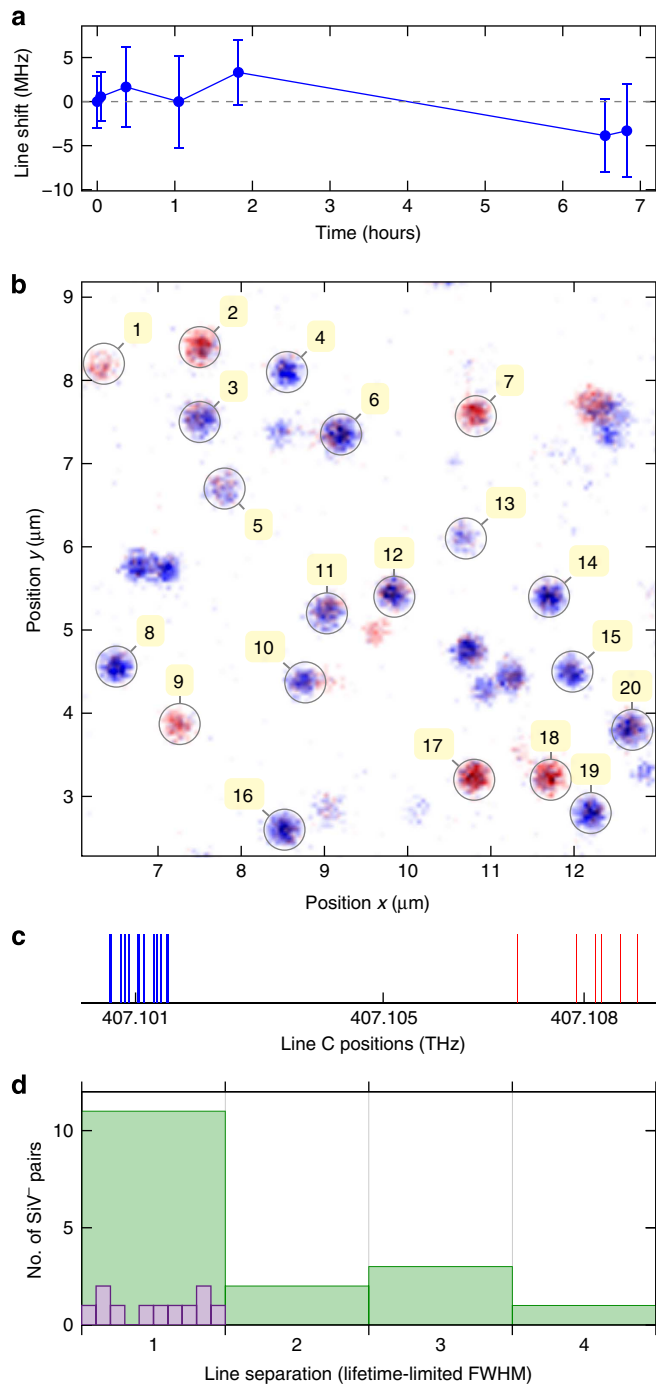 a
Line shift (MHz)
5
0
−5
−10
0 1 2 3 4 5 6 7
Time (hours)
b
Position y (μm)
9
8
7
6
5
4
3
1
2
3
4
5
6
7
8
9
10
11
12
13
14
15
16
17
18
19
20
7 8 9 10 11 12
Position x (μm)
c
407.101 407.105 407.108
Line C positions (THz)
d
No. of SiV⁻ pairs
10
5
0
1 2 3 4
Line separation (lifetime-limited FWHM)